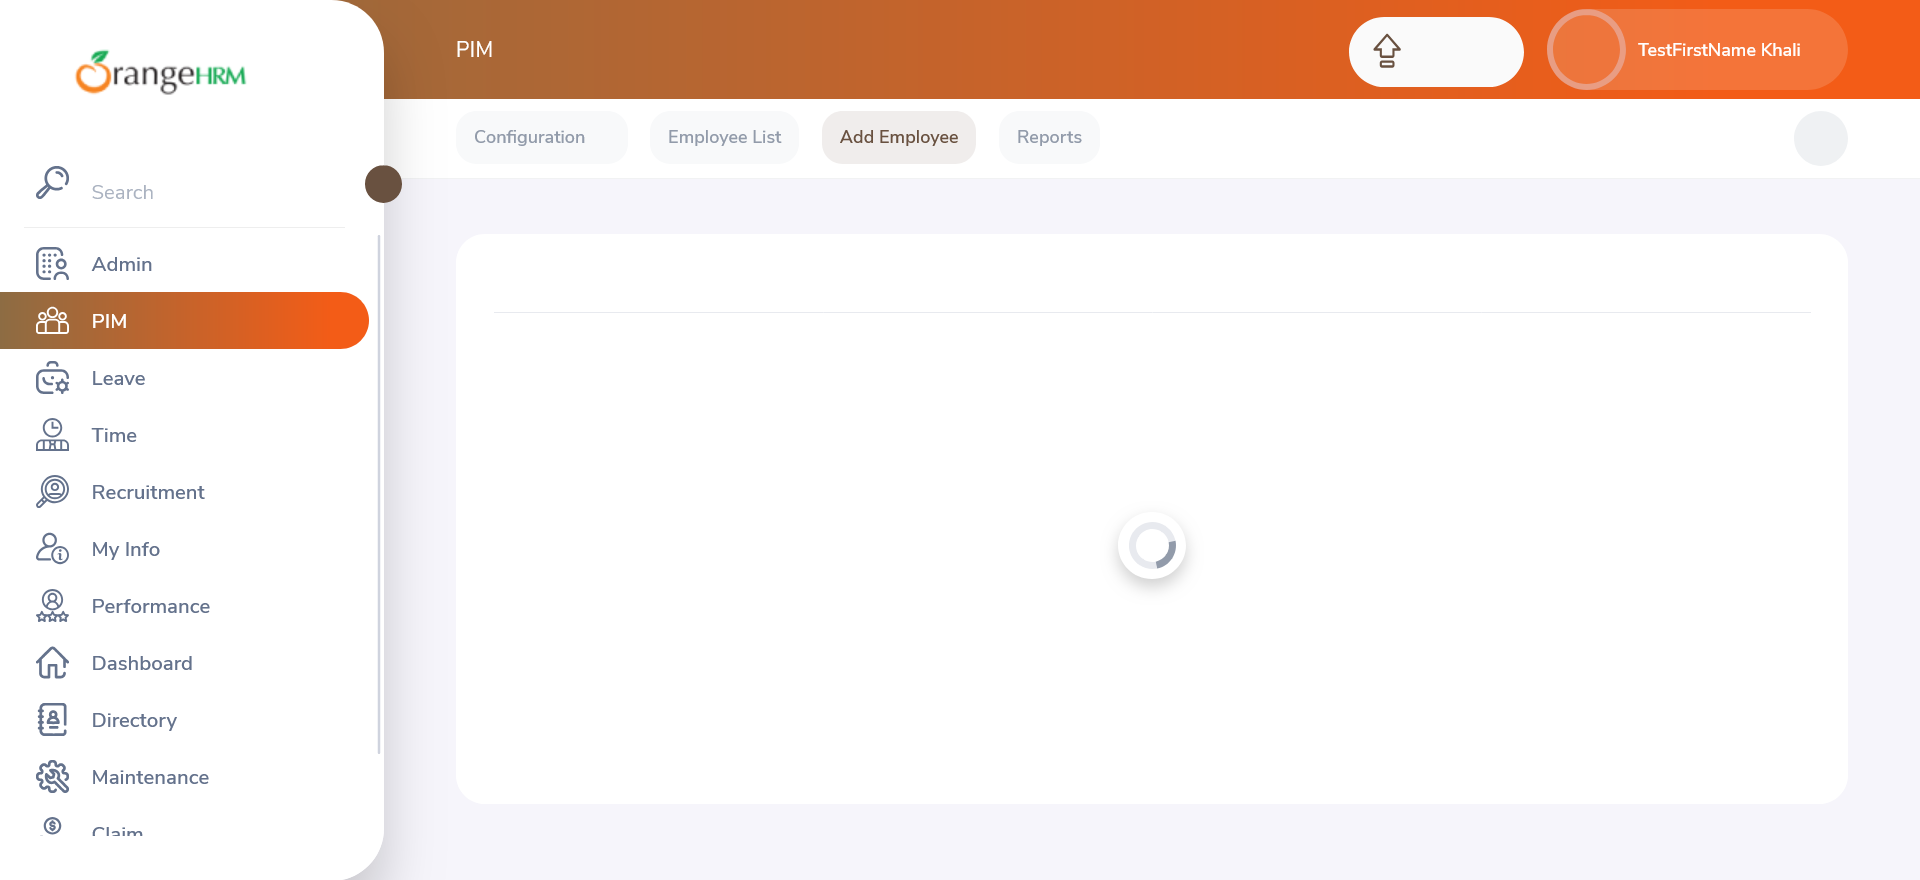 orangeHRM
PIM
TestFirstName Khali
Configuration
Employee List
Add Employee
Reports
Search
Admin
PIM
Leave
Time
Recruitment
My Info
Performance
Dashboard
Directory
Maintenance
Claim